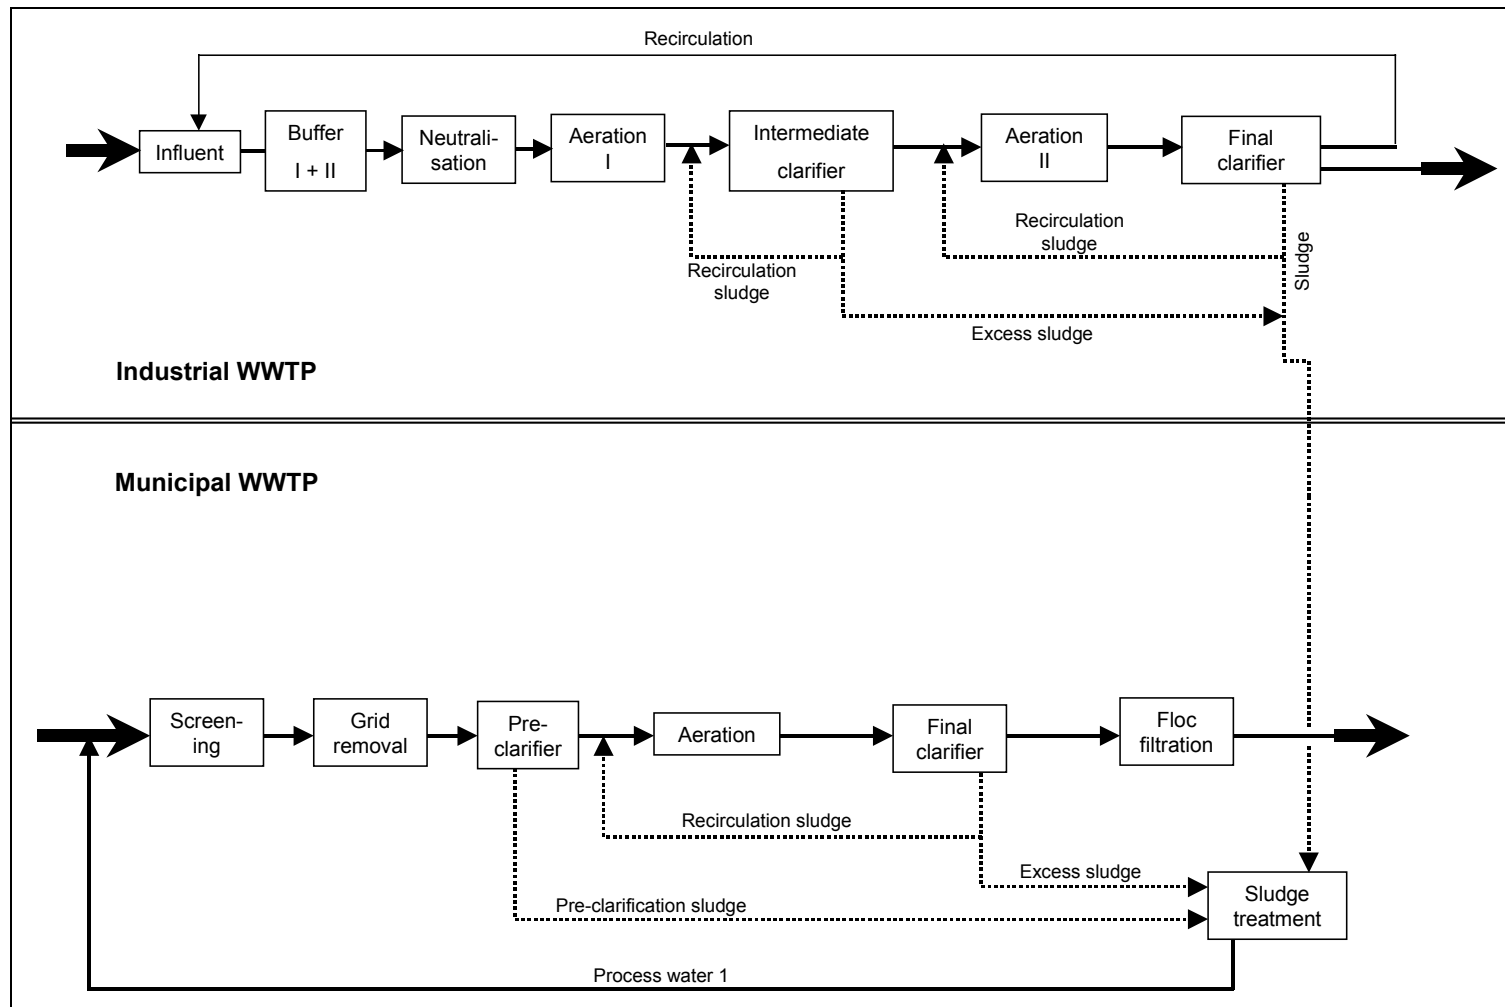 Recirculation
Influent
Buffer
I + II
Neutrali-
sation
Aeration
I
Intermediate
clarifier
Aeration
II
Final
clarifier
Recirculation
sludge
Recirculation
sludge
Sludge
Excess sludge
Industrial WWTP
Municipal WWTP
Screen-
ing
Grid
removal
Pre-
clarifier
Aeration
Final
clarifier
Floc
filtration
Recirculation sludge
Excess sludge
Pre-clarification sludge
Sludge
treatment
Process water 1